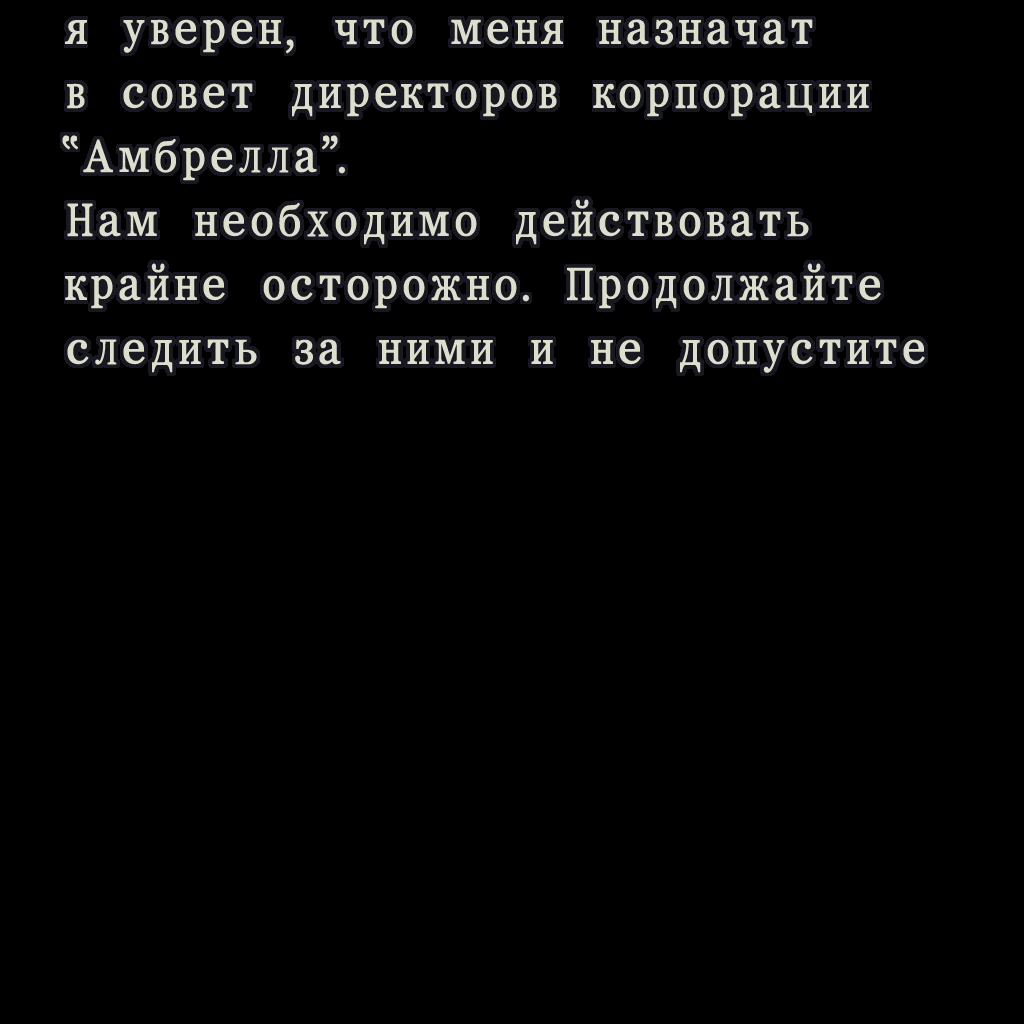 я уверен, что меня назначат
в совет директоров корпорации
“Амбрелла”.
Нам необходимо действовать
крайне осторожно. Продолжайте
следить за ними и не допустите